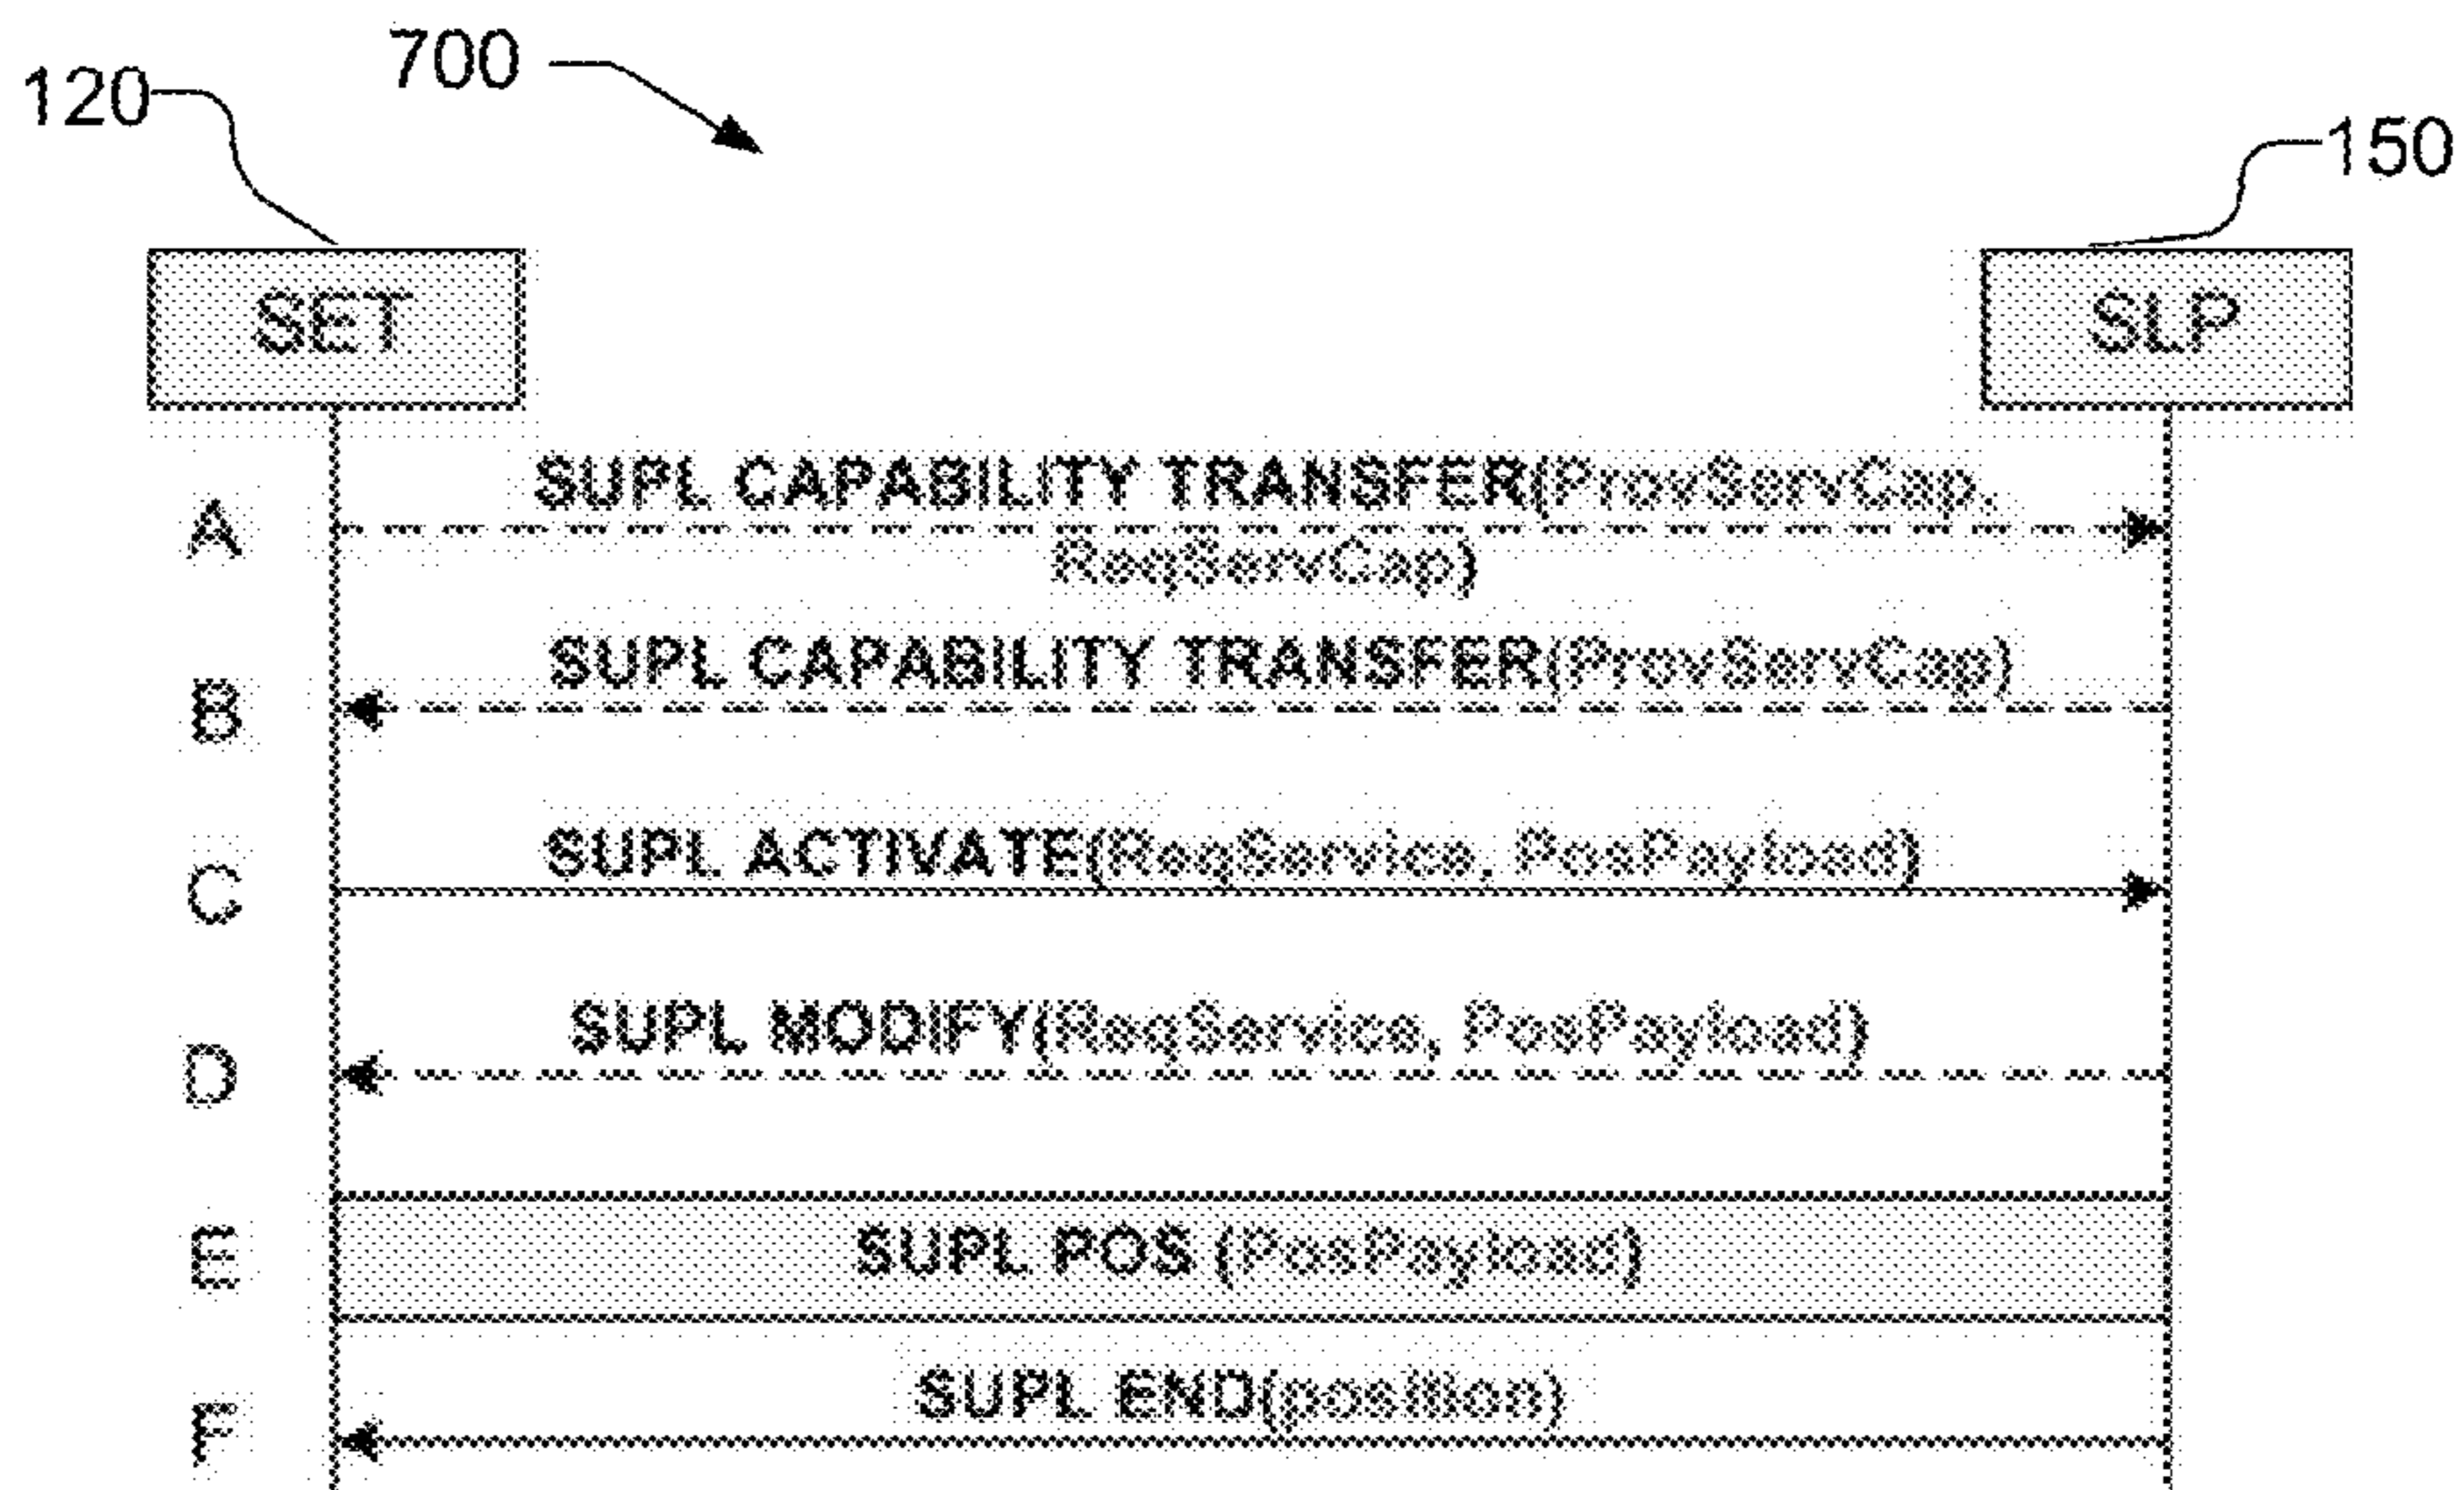 700
120
150
SET
SLP
A
SUPL CAPABILITY TRANSFER(ProvServCap,
ReqServCap)
B
SUPL CAPABILITY TRANSFER(ProvServCap)
C
SUPL ACTIVATE(ReqService, PosPayload)
D
SUPL MODIFY(ReqService, PosPayload)
E
SUPL POS (PosPayload)
F
SUPL END(position)